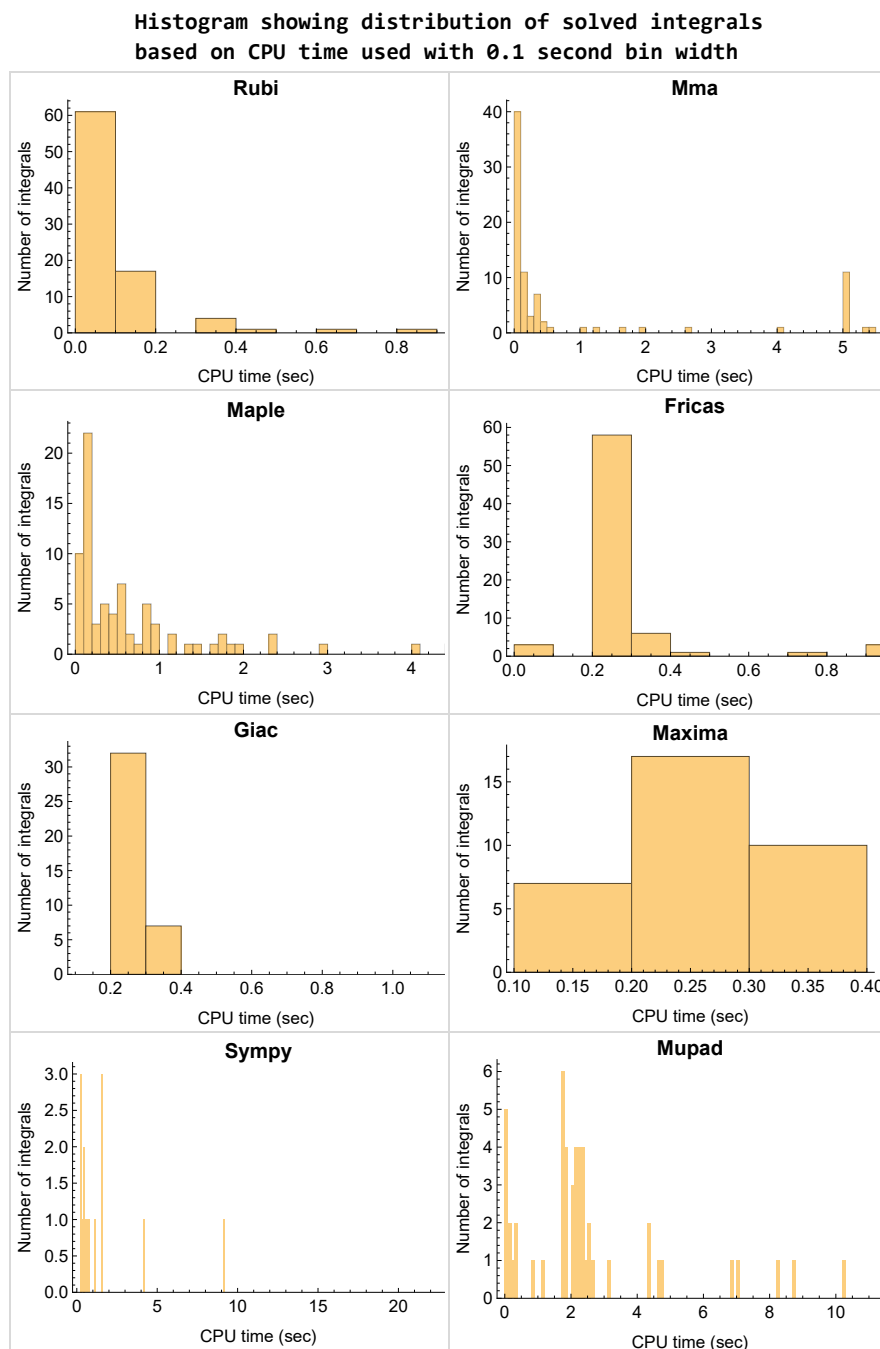 Histogram showing distribution of solved integrals
based on CPU time used with 0.1 second bin width
Rubi
Number of integrals
60
50
40
30
20
10
0
0.0 0.2 0.4 0.6 0.8
CPU time (sec)
Mma
Number of integrals
40
30
20
10
0
0 1 2 3 4 5
CPU time (sec)
Maple
Number of integrals
20
15
10
5
0
0 1 2 3 4
CPU time (sec)
Fricas
Number of integrals
60
50
40
30
20
10
0
0.0 0.2 0.4 0.6 0.8
CPU time (sec)
Giac
Number of integrals
30
25
20
15
10
5
0
0.2 0.4 0.6 0.8 1.0
CPU time (sec)
Maxima
Number of integrals
15
10
5
0
0.10 0.15 0.20 0.25 0.30 0.35 0.40
CPU time (sec)
Sympy
Number of integrals
3.0
2.5
2.0
1.5
1.0
0.5
0.0
0 5 10 15 20
CPU time (sec)
Mupad
Number of integrals
6
5
4
3
2
1
0
0 2 4 6 8 10
CPU time (sec)